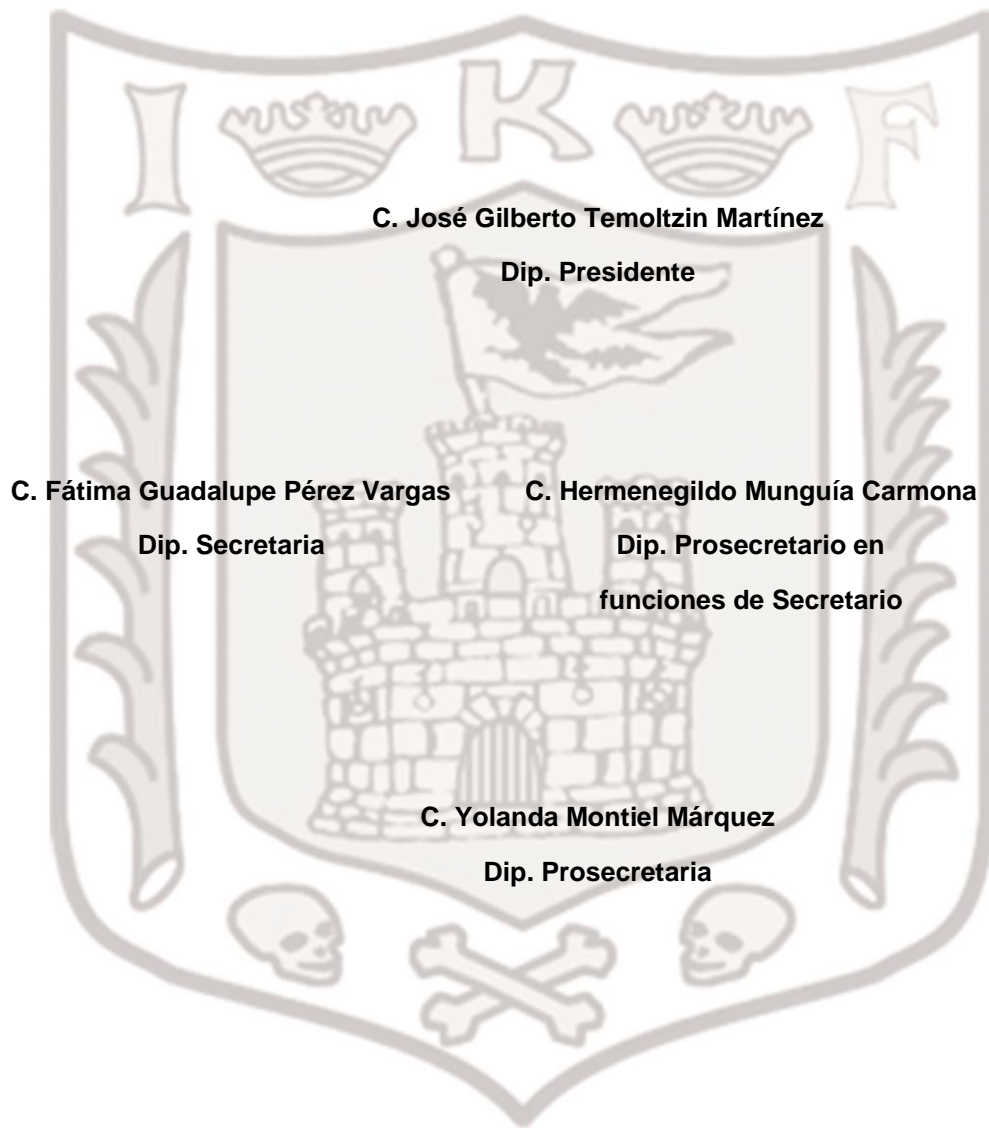 I K F
C. José Gilberto Temoltzin Martínez
Dip. Presidente
C. Fátima Guadalupe Pérez Vargas
Dip. Secretaria
C. Hermenegildo Munguía Carmona
Dip. Prosecretario en
funciones de Secretario
C. Yolanda Montiel Márquez
Dip. Prosecretaria